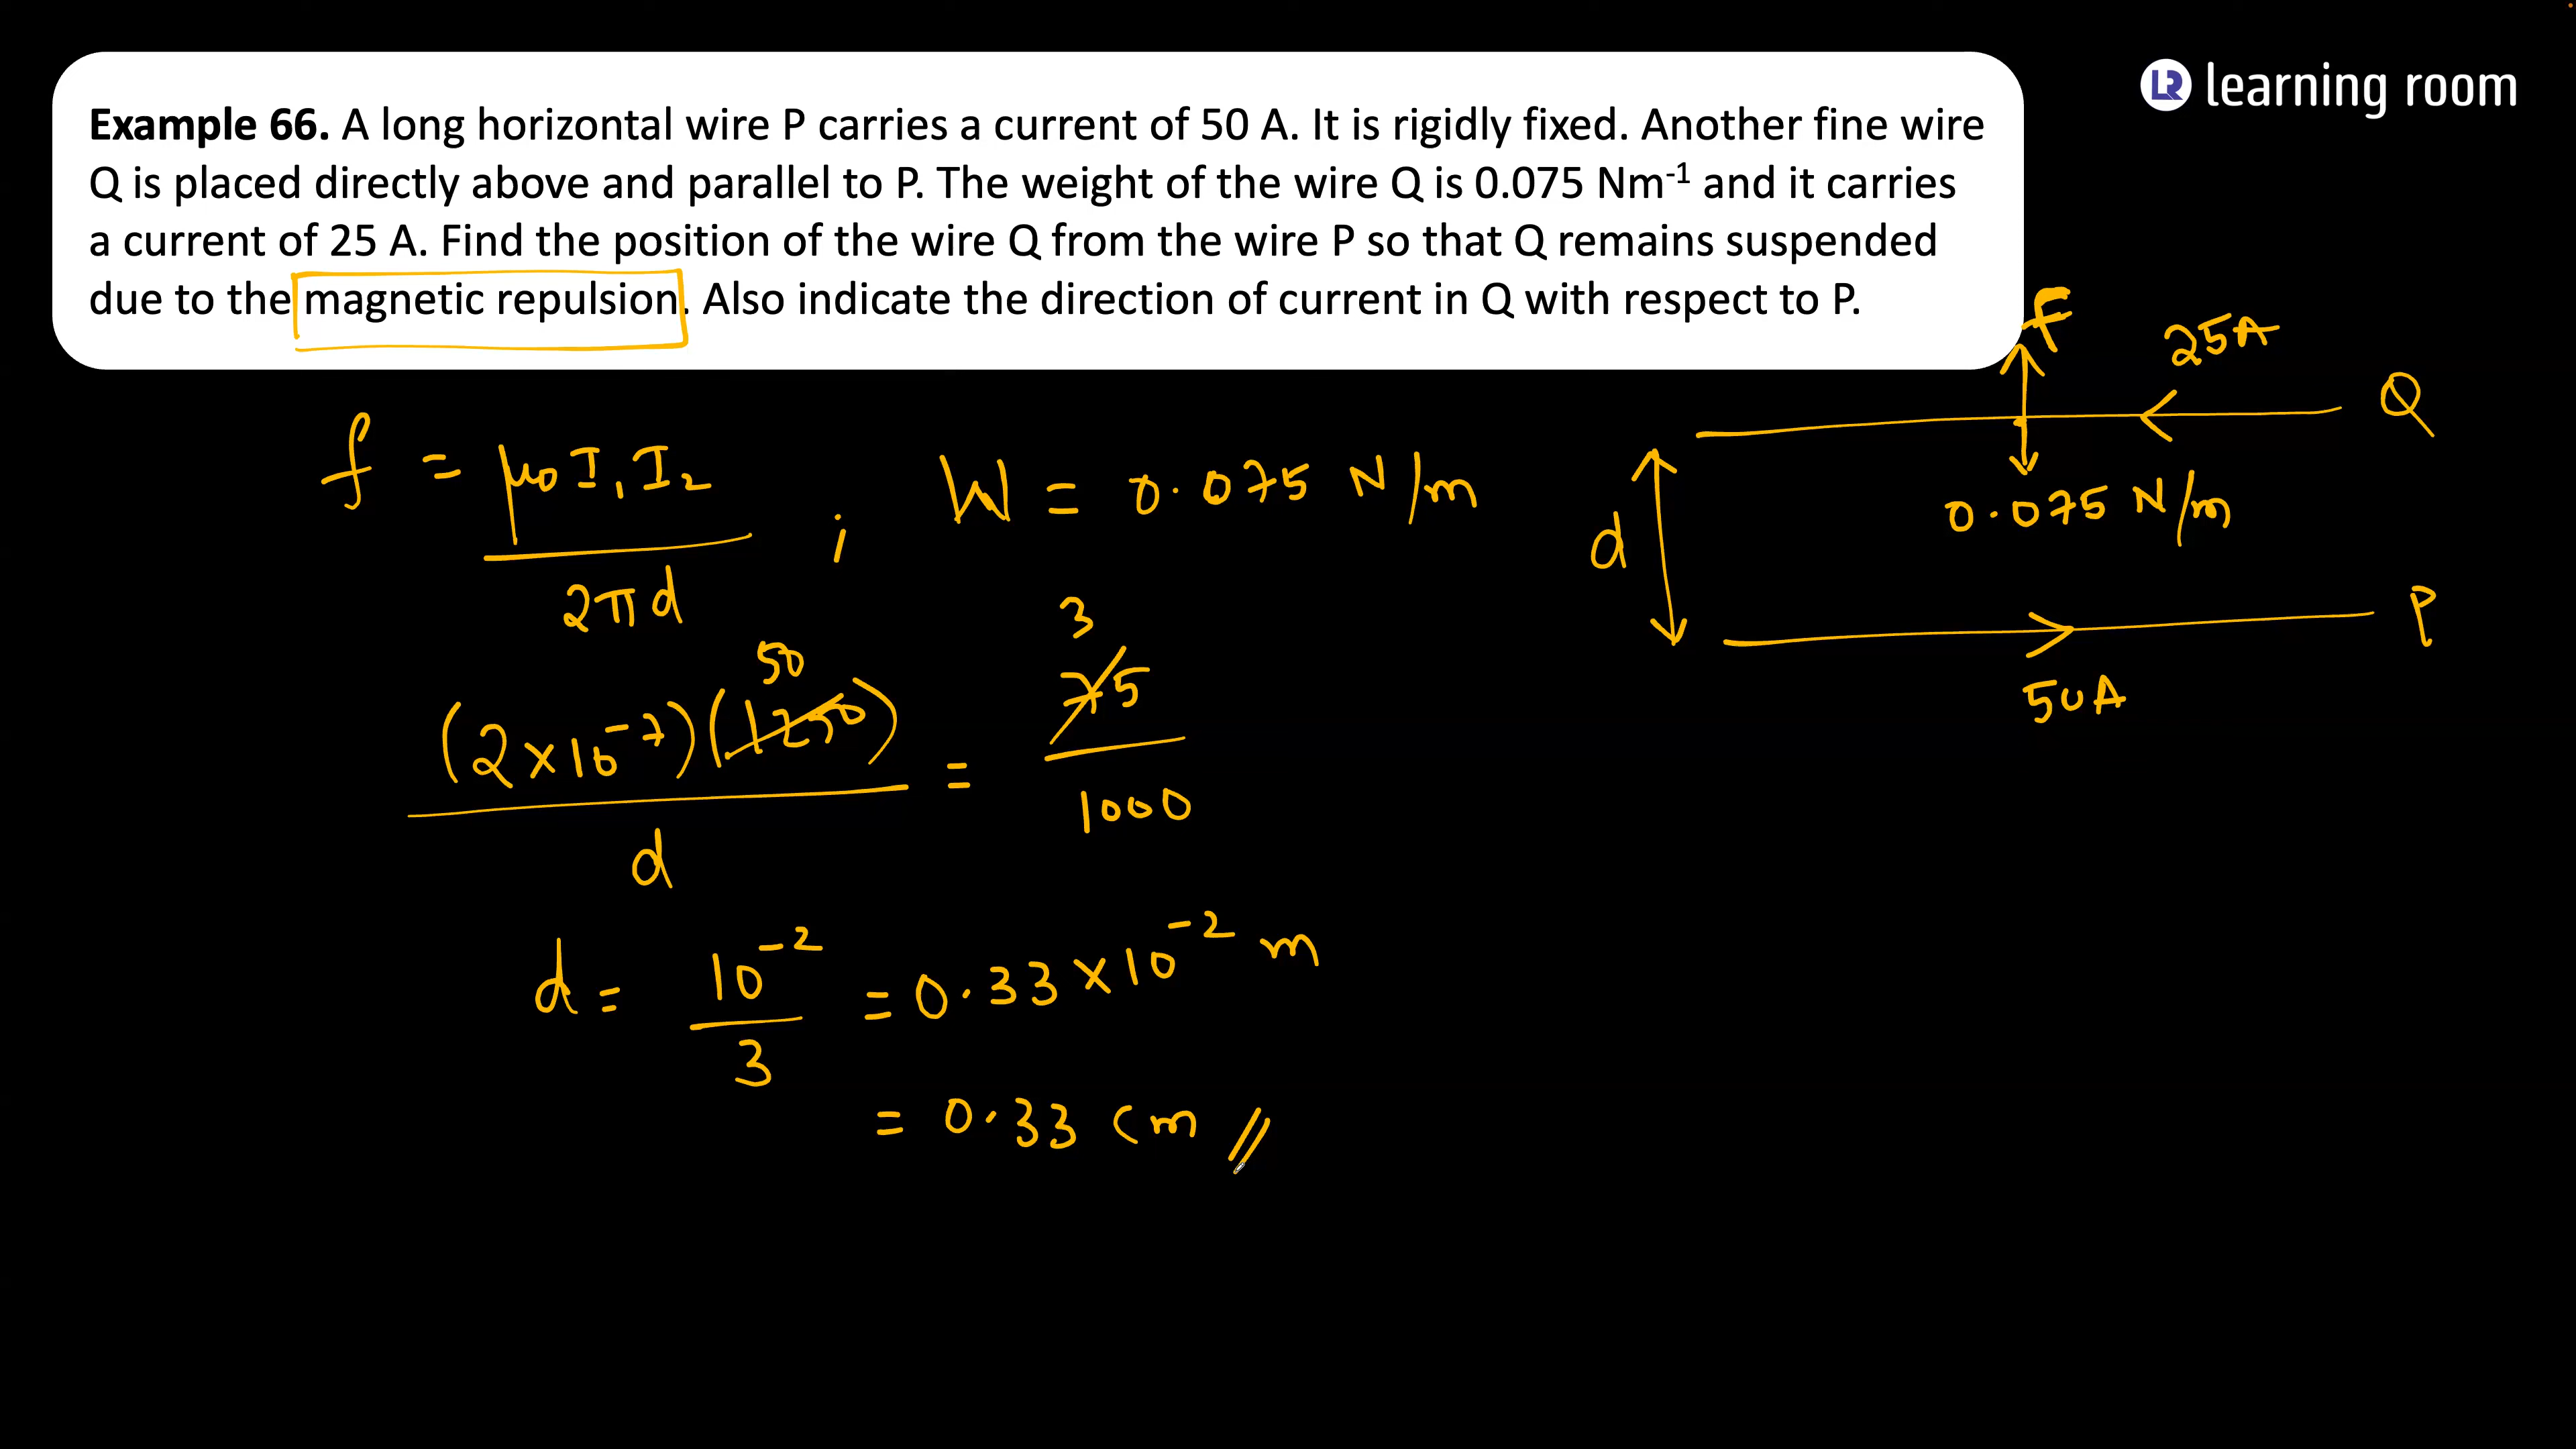 learning room
Example 66. A long horizontal wire P carries a current of 50 A. It is rigidly fixed. Another fine wire
Q is placed directly above and parallel to P. The weight of the wire Q is 0.075 Nm⁻¹ and it carries
a current of 25 A. Find the position of the wire Q from the wire P so that Q remains suspended
due to the magnetic repulsion. Also indicate the direction of current in Q with respect to P.
F
25A
Q
0.075 N/m
d
P
50A
f = μ₀I₁I₂ / 2πd ; W = 0.075 N/m
50 3
(2×10⁻⁷)(1250) / d = 75 / 1000
d = 10⁻² / 3 = 0.33×10⁻² m
= 0.33 cm //